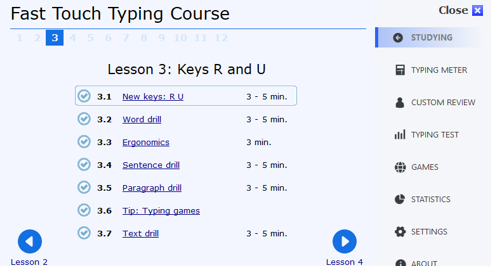 Fast Touch Typing Course
Close
1 2 3 4 5 6 7 8 9 10 11 12
Lesson 3: Keys R and U
3.1 New keys: R U 3 - 5 min.
3.2 Word drill 3 - 5 min.
3.3 Ergonomics 3 min.
3.4 Sentence drill 3 - 5 min.
3.5 Paragraph drill 3 - 5 min.
3.6 Tip: Typing games
3.7 Text drill 3 - 5 min.
Lesson 2
Lesson 4
STUDYING
TYPING METER
CUSTOM REVIEW
TYPING TEST
GAMES
STATISTICS
SETTINGS
ABOUT